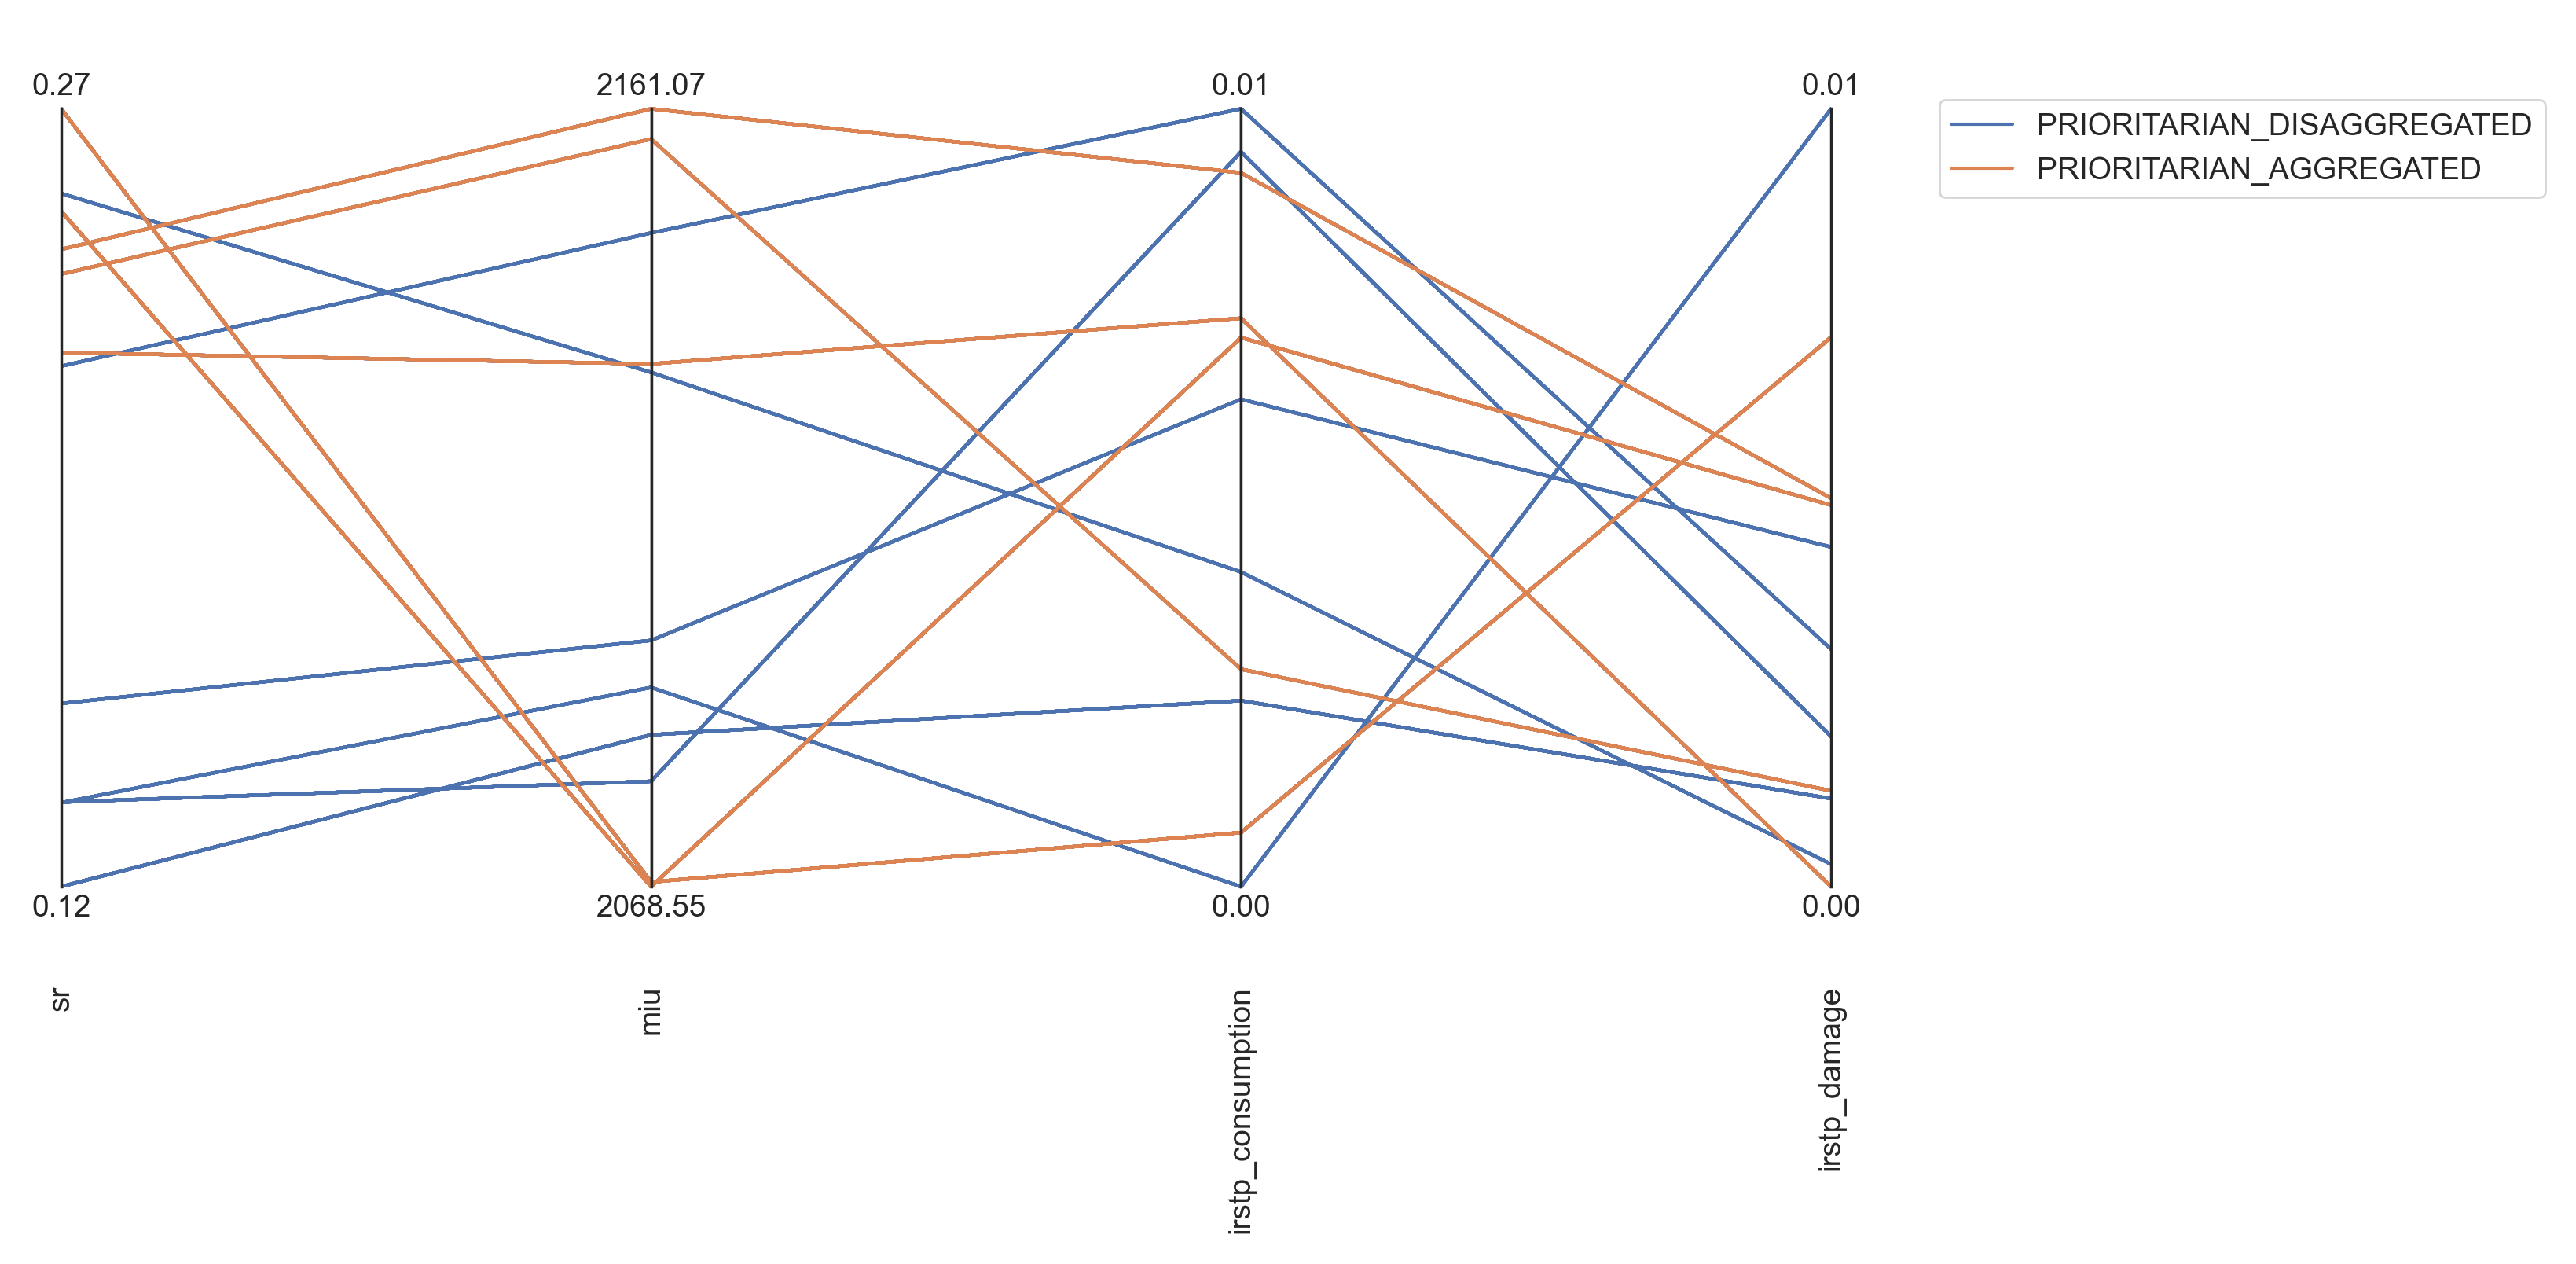 0.27
2161.07
0.01
0.01
PRIORITARIAN_DISAGGREGATED
PRIORITARIAN_AGGREGATED
0.12
2068.55
0.00
0.00
sr
miu
irstp_consumption
irstp_damage